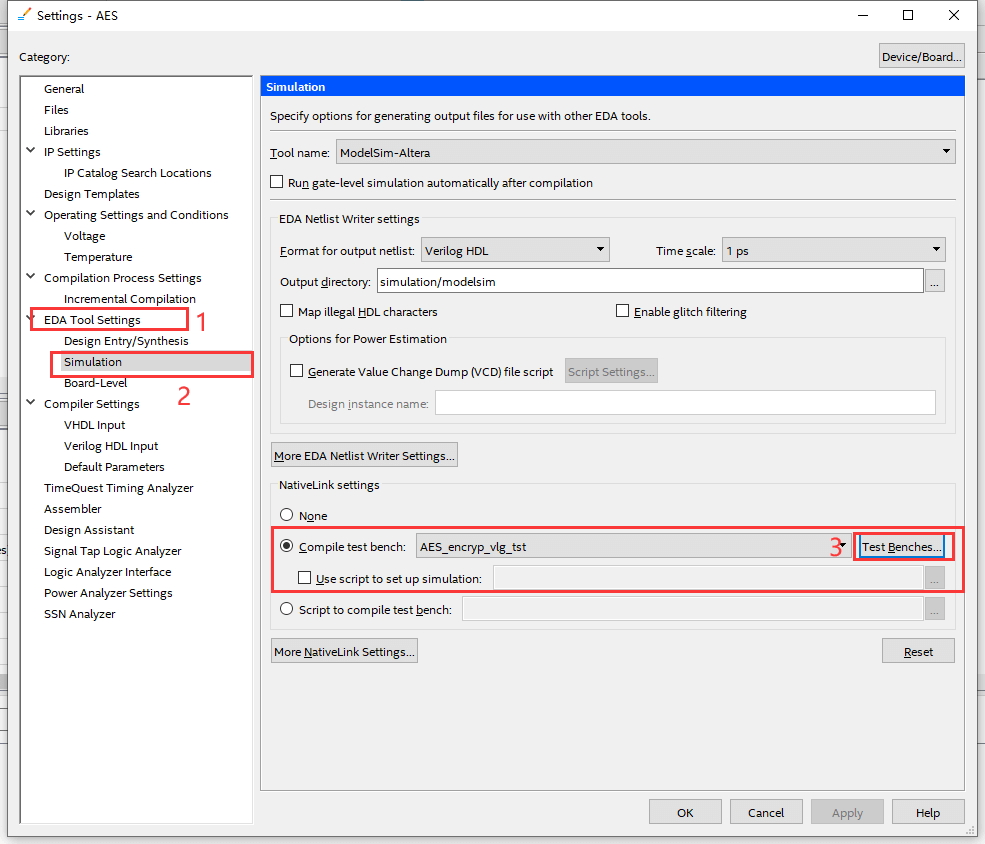 Settings - AES
Category:
Device/Board...
General
Files
Libraries
IP Settings
IP Catalog Search Locations
Design Templates
Operating Settings and Conditions
Voltage
Temperature
Compilation Process Settings
Incremental Compilation
EDA Tool Settings
1
Design Entry/Synthesis
Simulation
Board-Level
2
Compiler Settings
VHDL Input
Verilog HDL Input
Default Parameters
TimeQuest Timing Analyzer
Assembler
Design Assistant
Signal Tap Logic Analyzer
Logic Analyzer Interface
Power Analyzer Settings
SSN Analyzer
Simulation
Specify options for generating output files for use with other EDA tools.
Tool name: ModelSim-Altera
Run gate-level simulation automatically after compilation
EDA Netlist Writer settings
Format for output netlist: Verilog HDL Time scale: 1 ps
Output directory: simulation/modelsim ...
Map illegal HDL characters Enable glitch filtering
Options for Power Estimation
Generate Value Change Dump (VCD) file script Script Settings...
Design instance name:
More EDA Netlist Writer Settings...
NativeLink settings
None
Compile test bench: AES_encryp_vlg_tst 3 Test Benches...
Use script to set up simulation: ...
Script to compile test bench: ...
More NativeLink Settings... Reset
OK Cancel Apply Help